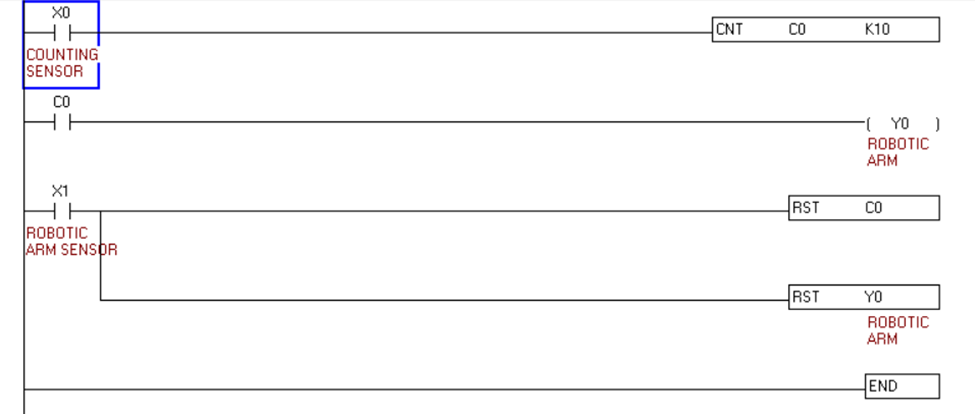 X0
CNT C0 K10
COUNTING
SENSOR
C0
( Y0 )
ROBOTIC
ARM
X1
RST C0
ROBOTIC
ARM SENSOR
RST Y0
ROBOTIC
ARM
END